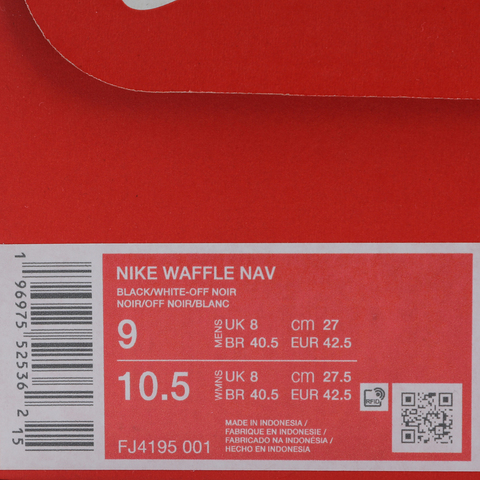 NIKE WAFFLE NAV
BLACK/WHITE-OFF NOIR
NOIR/OFF NOIR/BLANC
9 MENS UK 8 cm 27
BR 40.5 EUR 42.5
10.5 WMNS UK 8 cm 27.5
BR 40.5 EUR 42.5
RFID
MADE IN INDONESIA /
FABRIQUE EN INDONESIE /
FABRICADO NA INDONÉSIA /
HECHO EN INDONESIA
FJ4195 001
1 96975 52536 2 15